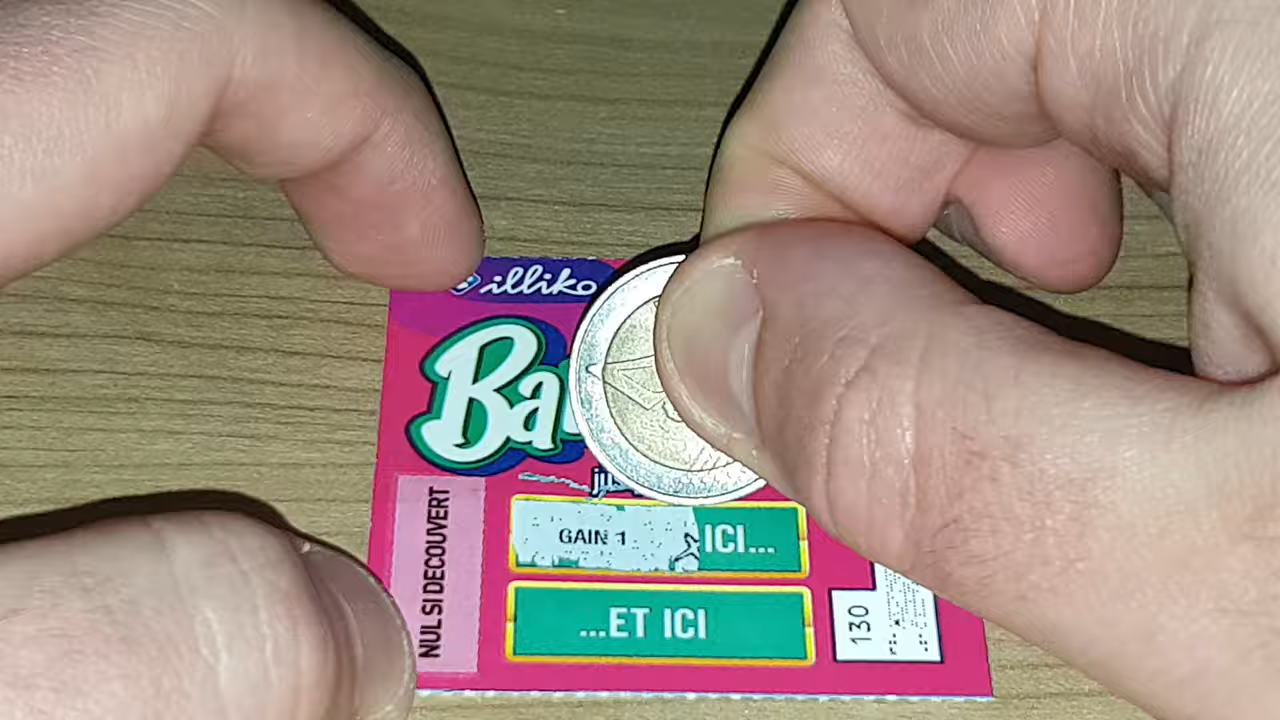 illiko
Ba
NUL SI DECOUVERT
GAIN 1
ICI...
...ET ICI
130